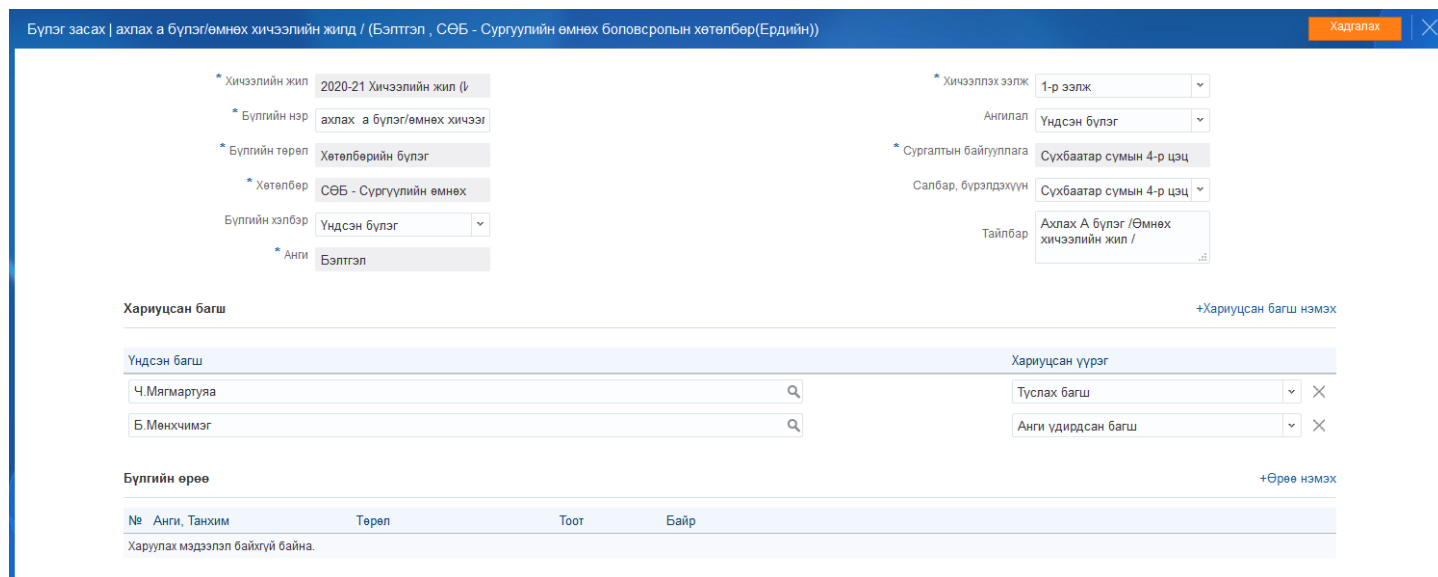 Бүлэг засах | ахлах а бүлэг/өмнөх хичээлийн жилд / (Бэлтгэл , СӨБ - Сургуулийн өмнөх боловсролын хөтөлбөр(Ердийн)) Хадгалах
* Хичээлийн жил 2020-21 Хичээлийн жил (И * Хичээллэх ээлж 1-р ээлж
* Бүлгийн нэр ахлах а бүлэг/өмнөх хичээл Ангилал Үндсэн бүлэг
* Бүлгийн төрөл Хөтөлбөрийн бүлэг * Сургалтын байгууллага Сүхбаатар сумын 4-р цэц
* Хөтөлбөр СӨБ - Сургуулийн өмнөх Салбар, бүрэлдэхүүн Сүхбаатар сумын 4-р цэц
Бүлгийн хэлбэр Үндсэн бүлэг Тайлбар Ахлах А бүлэг /Өмнөх
хичээлийн жил /
* Анги Бэлтгэл
Хариуцсан багш +Хариуцсан багш нэмэх
Үндсэн багш Хариуцсан үүрэг
Ч.Мягмартуяа Туслах багш
Б.Мөнхчимэг Анги удирдсан багш
Бүлгийн өрөө +Өрөө нэмэх
№ Анги, Танхим Төрөл Тоот Байр
Харуулах мэдээлэл байхгүй байна.